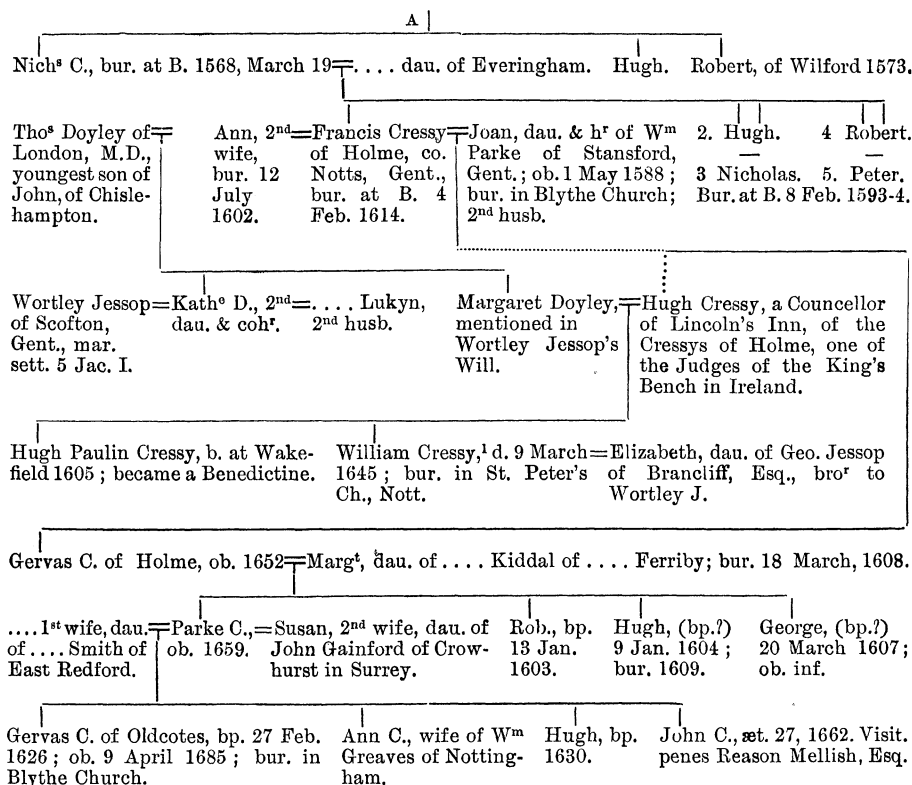 A
Nichˢ C., bur. at B. 1568, March 19 = . . . . dau. of Everingham. Hugh. Robert, of Wilford 1573.
Thoˢ Doyley of
London, M.D.,
youngest son of
John, of Chisle-
hampton.
Ann, 2ⁿᵈ =
wife,
bur. 12
July
1602.
Francis Cressy =
of Holme, co.
Notts, Gent.,
bur. at B. 4
Feb. 1614.
Joan, dau. & hʳ of Wᵐ
Parke of Stansford,
Gent.; ob. 1 May 1588;
bur. in Blythe Church;
2ⁿᵈ husb.
2. Hugh. 4 Robert.
— —
3 Nicholas. 5. Peter.
Bur. at B. 8 Feb. 1593-4.
Wortley Jessop =
of Scofton,
Gent., mar.
sett. 5 Jac. I.
Kathᵉ D., 2ⁿᵈ =
dau. & cohʳ.
. . . . Lukyn,
2ⁿᵈ husb.
Margaret Doyley, =
mentioned in
Wortley Jessop's
Will.
Hugh Cressy, a Councellor
of Lincoln's Inn, of the
Cressys of Holme, one of
the Judges of the King's
Bench in Ireland.
Hugh Paulin Cressy, b. at Wake-
field 1605; became a Benedictine.
William Cressy,¹ d. 9 March =
1645; bur. in St. Peter's
Ch., Nott.
Elizabeth, dau. of Geo. Jessop
of Brancliff, Esq., broʳ to
Wortley J.
Gervas C. of Holme, ob. 1652 = Margᵗ, dau. of . . . . Kiddal of . . . . Ferriby; bur. 18 March, 1608.
. . . . 1ˢᵗ wife, dau. =
of . . . . Smith of
East Redford.
Parke C., =
ob. 1659.
Susan, 2ⁿᵈ wife, dau. of
John Gainford of Crow-
hurst in Surrey.
Rob., bp.
13 Jan.
1603.
Hugh, (bp.?)
9 Jan. 1604;
bur. 1609.
George, (bp.?)
20 March 1607;
ob. inf.
Gervas C. of Oldcotes, bp. 27 Feb.
1626; ob. 9 April 1685; bur. in
Blythe Church.
Ann C., wife of Wᵐ
Greaves of Notting-
ham.
Hugh, bp.
1630.
John C., æt. 27, 1662. Visit.
penes Reason Mellish, Esq.